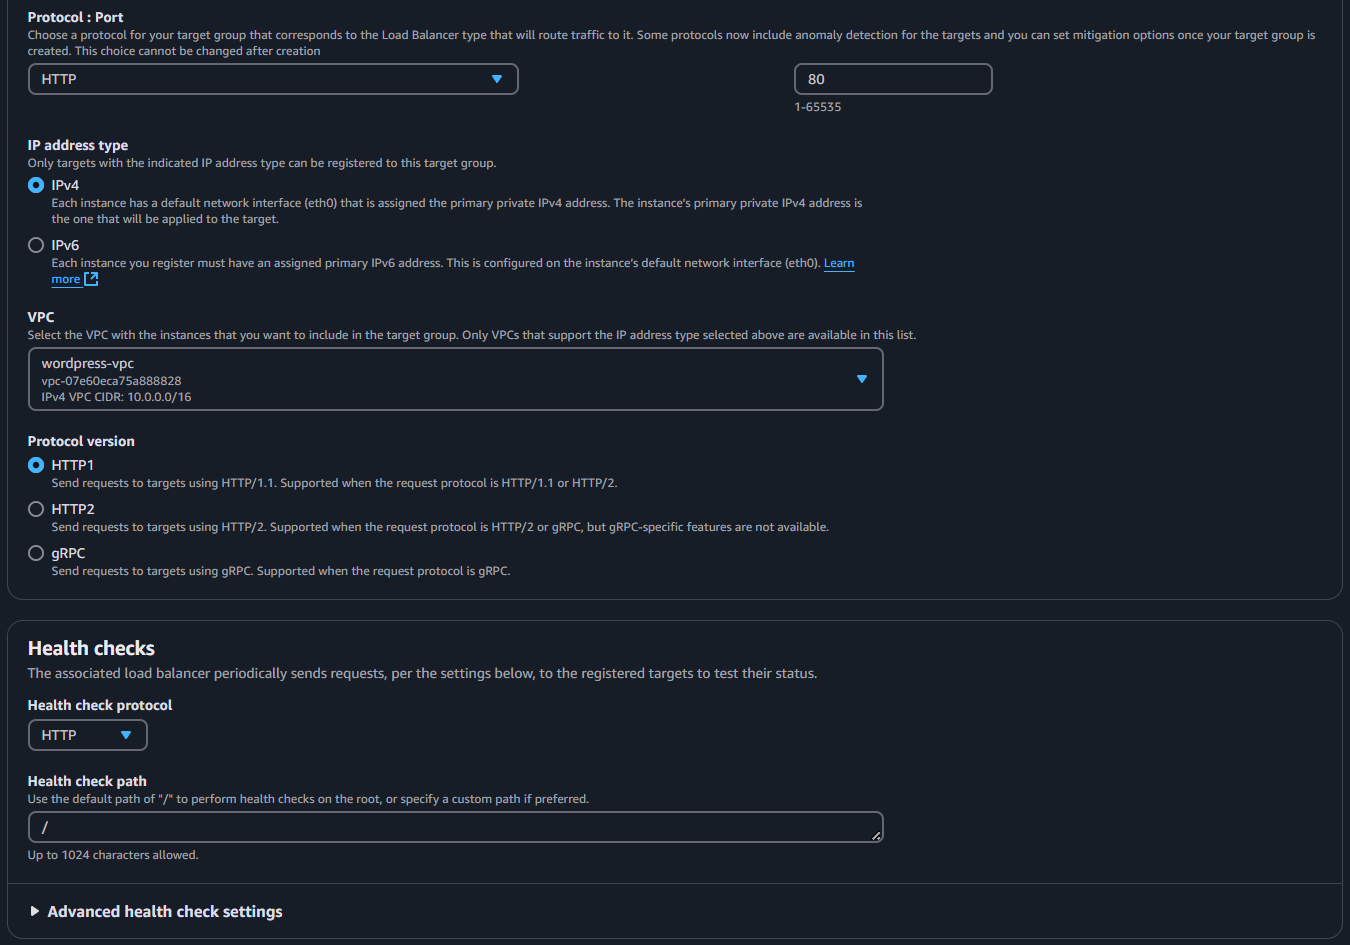 Protocol : Port
Choose a protocol for your target group that corresponds to the Load Balancer type that will route traffic to it. Some protocols now include anomaly detection for the targets and you can set mitigation options once your target group is
created. This choice cannot be changed after creation
HTTP
80
1-65535
IP address type
Only targets with the indicated IP address type can be registered to this target group.
IPv4
Each instance has a default network interface (eth0) that is assigned the primary private IPv4 address. The instance's primary private IPv4 address is
the one that will be applied to the target.
IPv6
Each instance you register must have an assigned primary IPv6 address. This is configured on the instance's default network interface (eth0). Learn
more
VPC
Select the VPC with the instances that you want to include in the target group. Only VPCs that support the IP address type selected above are available in this list.
wordpress-vpc
vpc-07e60eca75a888828
IPv4 VPC CIDR: 10.0.0.0/16
Protocol version
HTTP1
Send requests to targets using HTTP/1.1. Supported when the request protocol is HTTP/1.1 or HTTP/2.
HTTP2
Send requests to targets using HTTP/2. Supported when the request protocol is HTTP/2 or gRPC, but gRPC-specific features are not available.
gRPC
Send requests to targets using gRPC. Supported when the request protocol is gRPC.
Health checks
The associated load balancer periodically sends requests, per the settings below, to the registered targets to test their status.
Health check protocol
HTTP
Health check path
Use the default path of "/" to perform health checks on the root, or specify a custom path if preferred.
/
Up to 1024 characters allowed.
Advanced health check settings